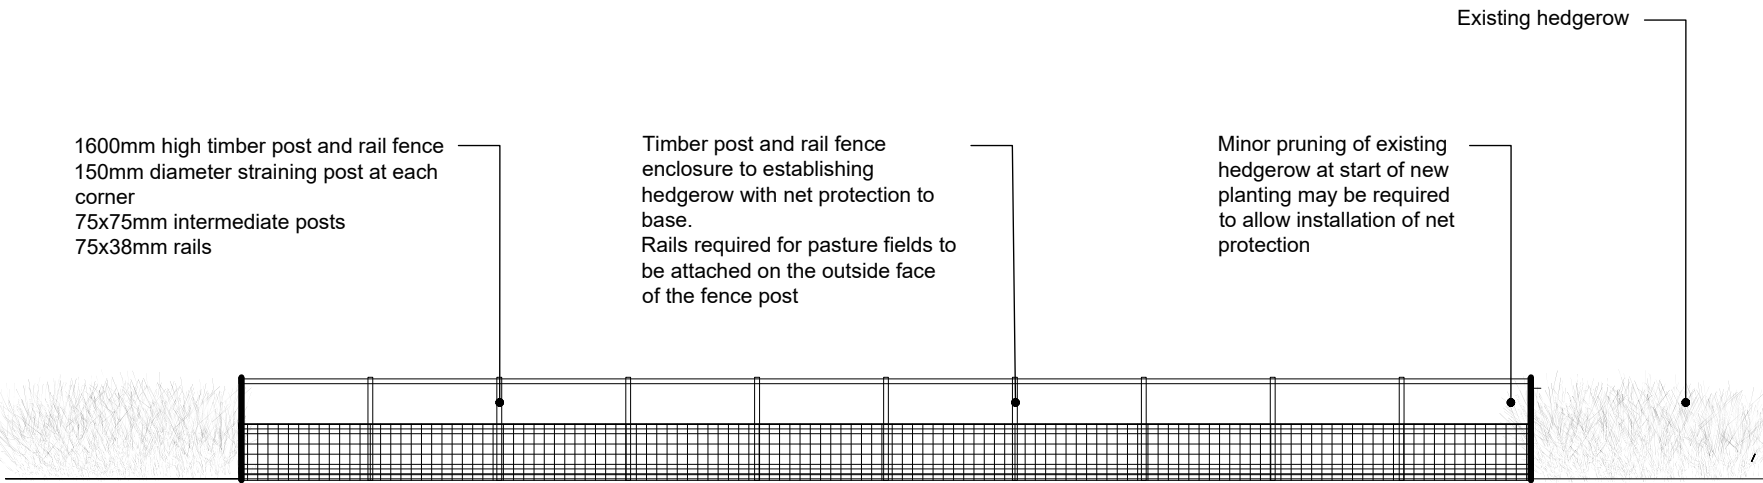 Existing hedgerow
1600mm high timber post and rail fence
150mm diameter straining post at each
corner
75x75mm intermediate posts
75x38mm rails
Timber post and rail fence
enclosure to establishing
hedgerow with net protection to
base.
Rails required for pasture fields to
be attached on the outside face
of the fence post
Minor pruning of existing
hedgerow at start of new
planting may be required
to allow installation of net
protection